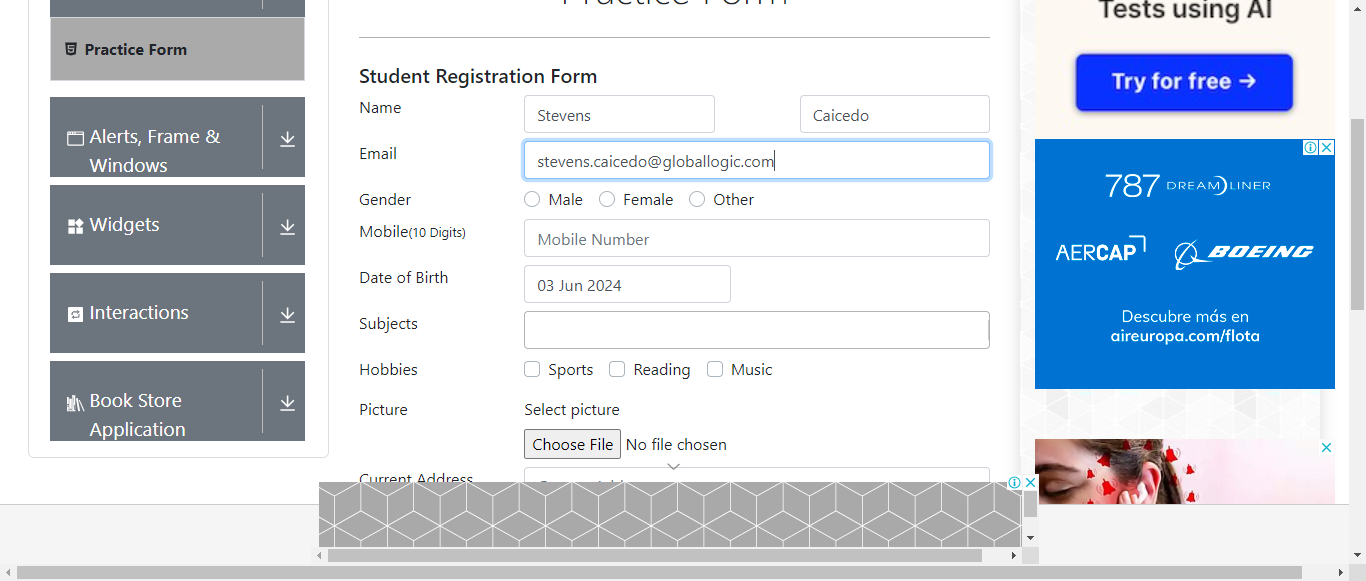 Practice Form
Practice Form
Alerts, Frame &
Windows
Widgets
Interactions
Book Store
Application
Student Registration Form
Name
Stevens
Caicedo
Email
stevens.caicedo@globallogic.com
Gender
Male
Female
Other
Mobile(10 Digits)
Mobile Number
Date of Birth
03 Jun 2024
Subjects
Hobbies
Sports
Reading
Music
Picture
Select picture
Choose File No file chosen
Current Address
Tests using AI
Try for free →
787 DREAMLINER
AERCAP
BOEING
Descubre más en
aireuropa.com/flota